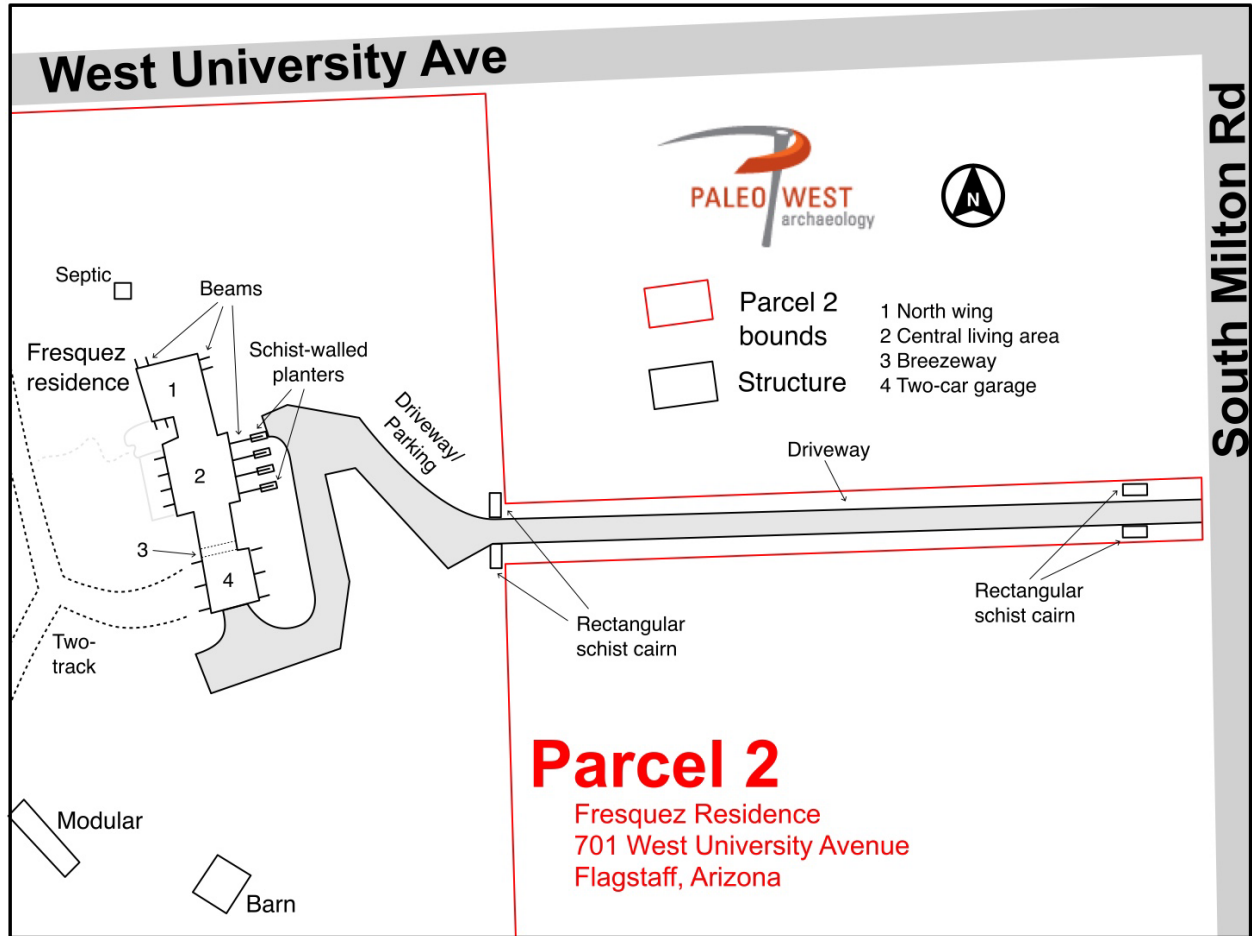 West University Ave
South Milton Rd
PALEO WEST
archaeology
N
Septic
Beams
Fresquez
residence
Schist-walled
planters
Parcel 2
bounds
Structure
1 North wing
2 Central living area
3 Breezeway
4 Two-car garage
1
2
3
4
Driveway/
Parking
Driveway
Two-
track
Rectangular
schist cairn
Rectangular
schist cairn
Modular
Barn
Parcel 2
Fresquez Residence
701 West University Avenue
Flagstaff, Arizona